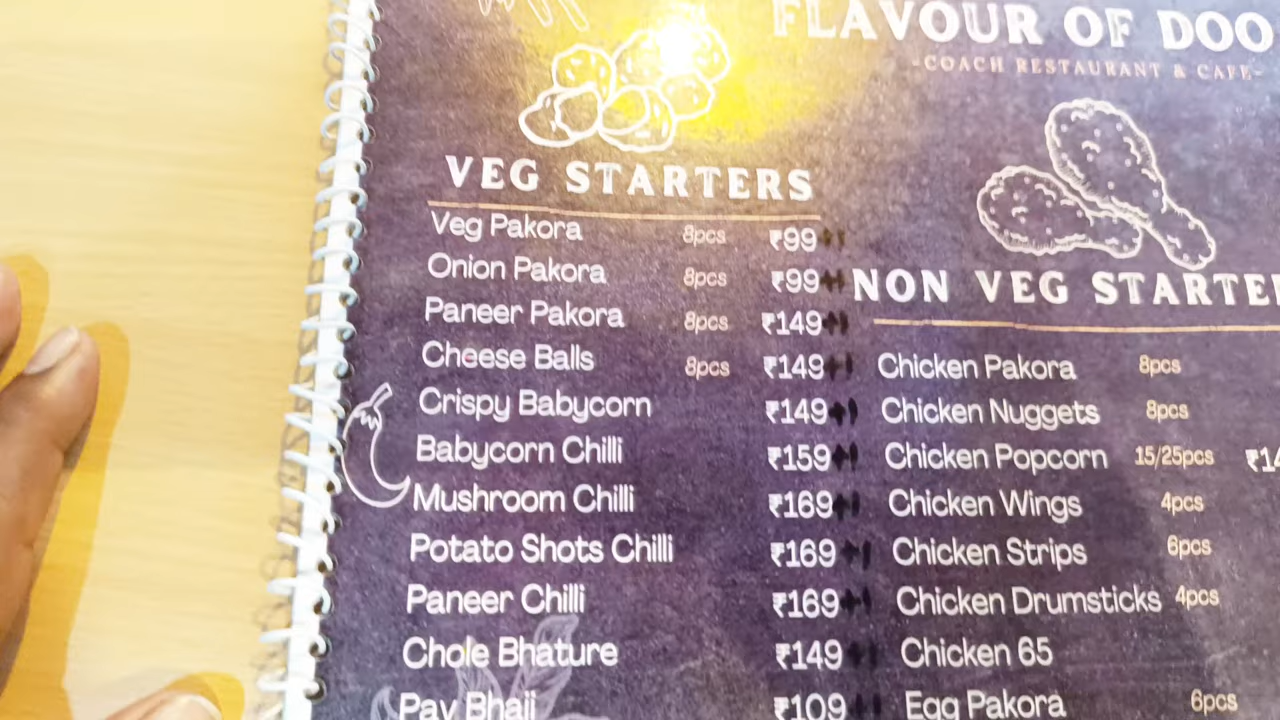 FLAVOUR OF DOO
-COACH RESTAURANT & CAFE-
VEG STARTERS
Veg Pakora 8pcs ₹99
Onion Pakora 8pcs ₹99
Paneer Pakora 8pcs ₹149
Cheese Balls 8pcs ₹149
Crispy Babycorn ₹149
Babycorn Chilli ₹159
Mushroom Chilli ₹169
Potato Shots Chilli ₹169
Paneer Chilli ₹169
Chole Bhature ₹149
Pav Bhaji ₹109
NON VEG STARTE
Chicken Pakora 8pcs
Chicken Nuggets 8pcs
Chicken Popcorn 15/25pcs ₹14
Chicken Wings 4pcs
Chicken Strips 6pcs
Chicken Drumsticks 4pcs
Chicken 65
Egg Pakora 6pcs